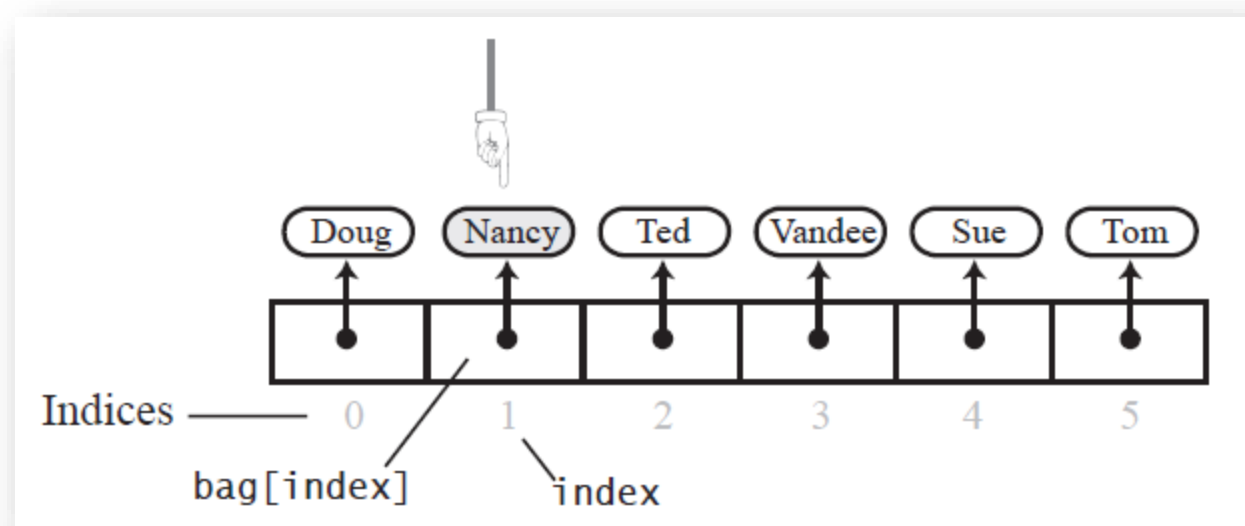 Doug Nancy Ted Vandee Sue Tom
Indices 0 1 2 3 4 5
bag[index] index